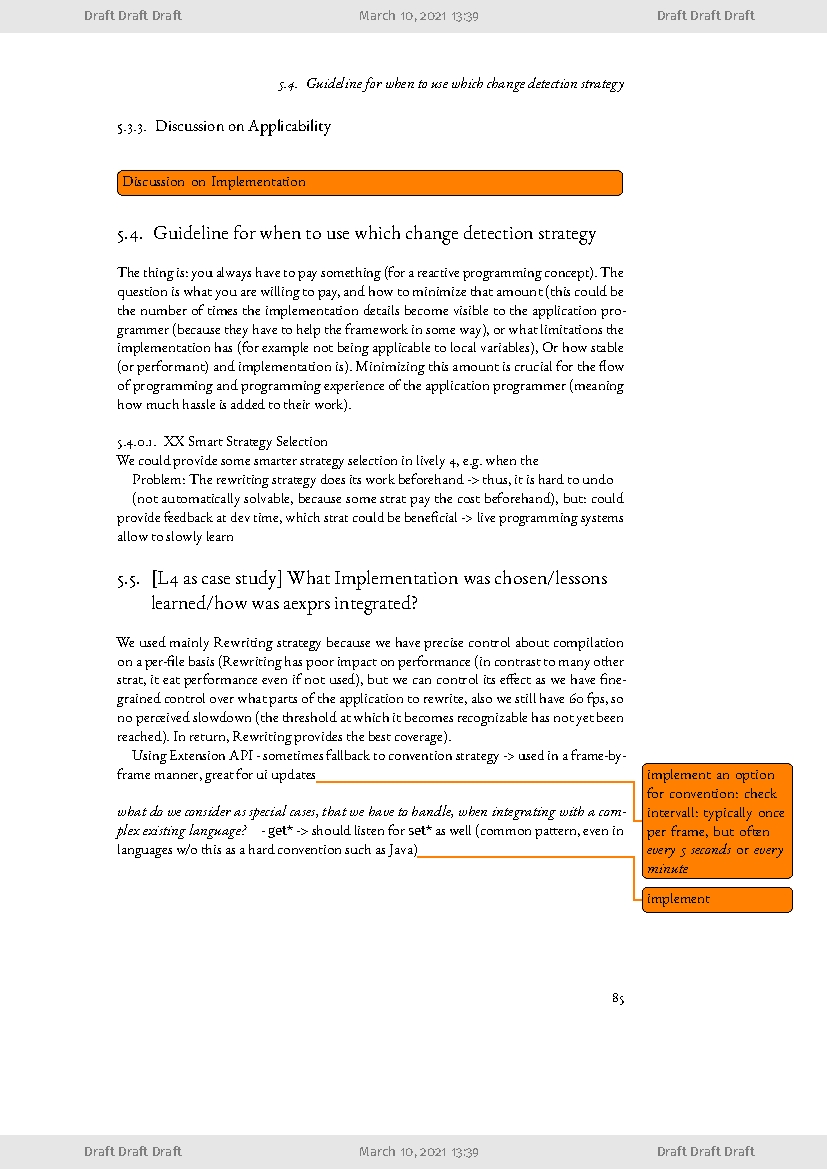 Draft Draft Draft March 10, 2021 13:39 Draft Draft Draft
5.4. Guideline for when to use which change detection strategy
5.3.3. Discussion on Applicability
Discussion on Implementation
5.4. Guideline for when to use which change detection strategy
The thing is: you always have to pay something (for a reactive programming concept). The
question is what you are willing to pay, and how to minimize that amount (this could be
the number of times the implementation details become visible to the application pro-
grammer (because they have to help the framework in some way), or what limitations the
implementation has (for example not being applicable to local variables), Or how stable
(or performant) and implementation is). Minimizing this amount is crucial for the flow
of programming and programming experience of the application programmer (meaning
how much hassle is added to their work).
5.4.0.1. XX Smart Strategy Selection
We could provide some smarter strategy selection in lively 4, e.g. when the
Problem: The rewriting strategy does its work beforehand -> thus, it is hard to undo
(not automatically solvable, because some strat pay the cost beforehand), but: could
provide feedback at dev time, which strat could be beneficial -> live programming systems
allow to slowly learn
5.5. [L4 as case study] What Implementation was chosen/lessons
learned/how was aexprs integrated?
We used mainly Rewriting strategy because we have precise control about compilation
on a per-file basis (Rewriting has poor impact on performance (in contrast to many other
strat, it eat performance even if not used), but we can control its effect as we have fine-
grained control over what parts of the application to rewrite, also we still have 60 fps, so
no perceived slowdown (the threshold at which it becomes recognizable has not yet been
reached). In return, Rewriting provides the best coverage).
Using Extension API - sometimes fallback to convention strategy -> used in a frame-by-
frame manner, great for ui updates
what do we consider as special cases, that we have to handle, when integrating with a com-
plex existing language? - get* -> should listen for set* as well (common pattern, even in
languages w/o this as a hard convention such as Java)
implement an option
for convention: check
intervall: typically once
per frame, but often
every 5 seconds or every
minute
implement
85
Draft Draft Draft March 10, 2021 13:39 Draft Draft Draft